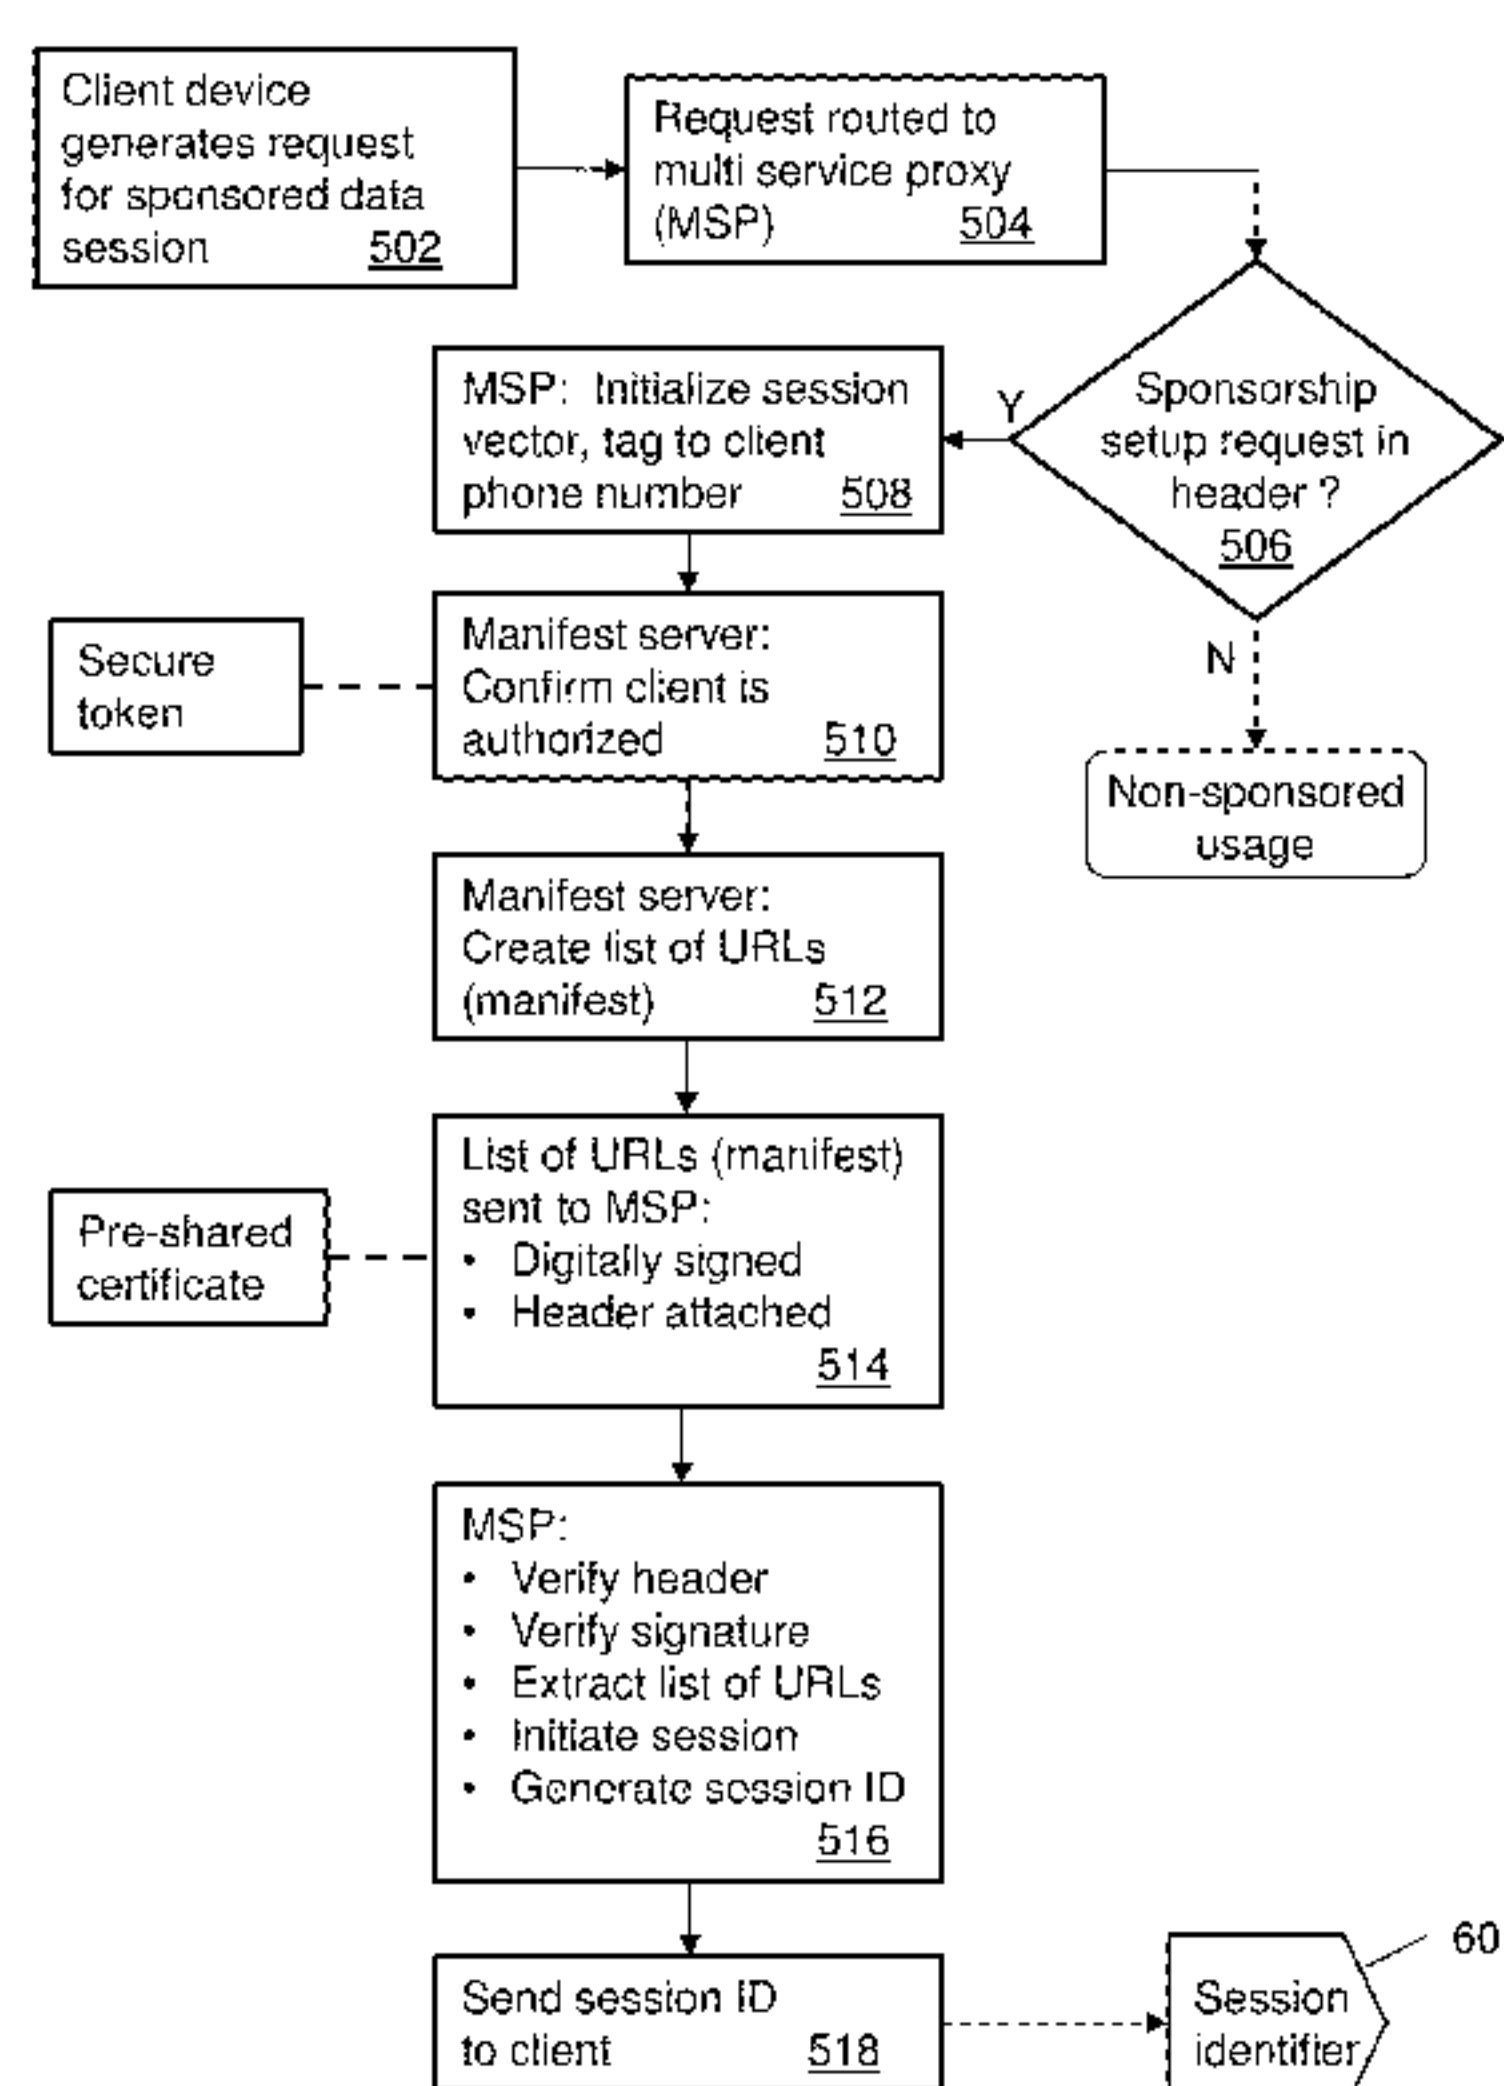 Client device
generates request
for sponsored data
session 502
Request routed to
multi service proxy
(MSP) 504
Sponsorship
setup request in
header ?
506
Y
N
Non-sponsored
usage
MSP: Initialize session
vector, tag to client
phone number 508
Manifest server:
Confirm client is
authorized 510
Secure
token
Manifest server:
Create list of URLs
(manifest) 512
List of URLs (manifest)
sent to MSP:
• Digitally signed
• Header attached
514
Pre-shared
certificate
MSP:
• Verify header
• Verify signature
• Extract list of URLs
• Initiate session
• Generate session ID
516
Send session ID
to client 518
Session
identifier
60